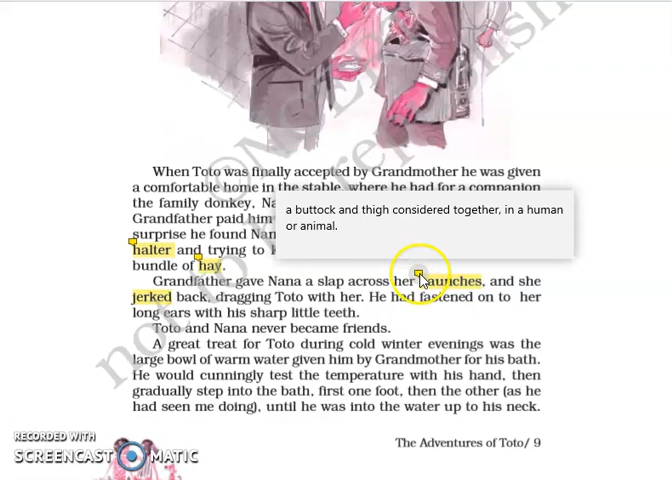 When Toto was finally accepted by Grandmother he was given
a comfortable home in the stable, where he had for a companion
the family donkey,
a buttock and thigh considered together, in a human
or animal.
Grandfather paid him
surprise he found
halter and trying to
bundle of hay.
Grandfather gave Nana a slap across her haunches, and she
jerked back, dragging Toto with her. He had fastened on to her
long ears with his sharp little teeth.
Toto and Nana never became friends.
A great treat for Toto during cold winter evenings was the
large bowl of warm water given him by Grandmother for his bath.
He would cunningly test the temperature with his hand, then
gradually step into the bath, first one foot, then the other (as he
had seen me doing), until he was into the water up to his neck.
The Adventures of Toto/ 9
RECORDED WITH
SCREENCAST MATIC